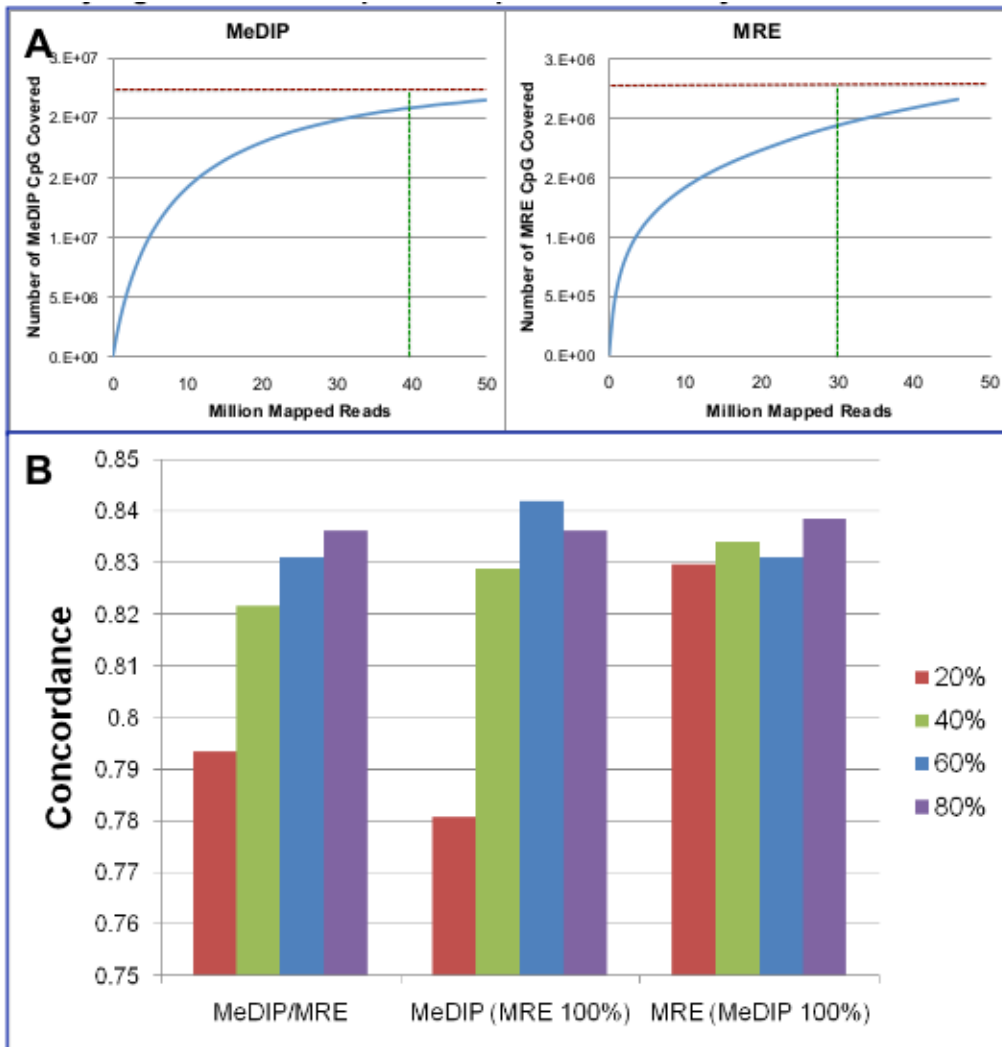 A
MeDIP
Number of MeDIP CpG Covered
3.E+07
2.E+07
2.E+07
1.E+07
5.E+06
0.E+00
0 10 20 30 40 50
Million Mapped Reads
MRE
Number of MRE CpG Covered
3.E+06
2.E+06
2.E+06
1.E+06
5.E+05
0.E+00
0 10 20 30 40 50
Million Mapped Reads
B
Concordance
0.85
0.84
0.83
0.82
0.81
0.8
0.79
0.78
0.77
0.76
0.75
MeDIP/MRE MeDIP (MRE 100%) MRE (MeDIP 100%)
20%
40%
60%
80%